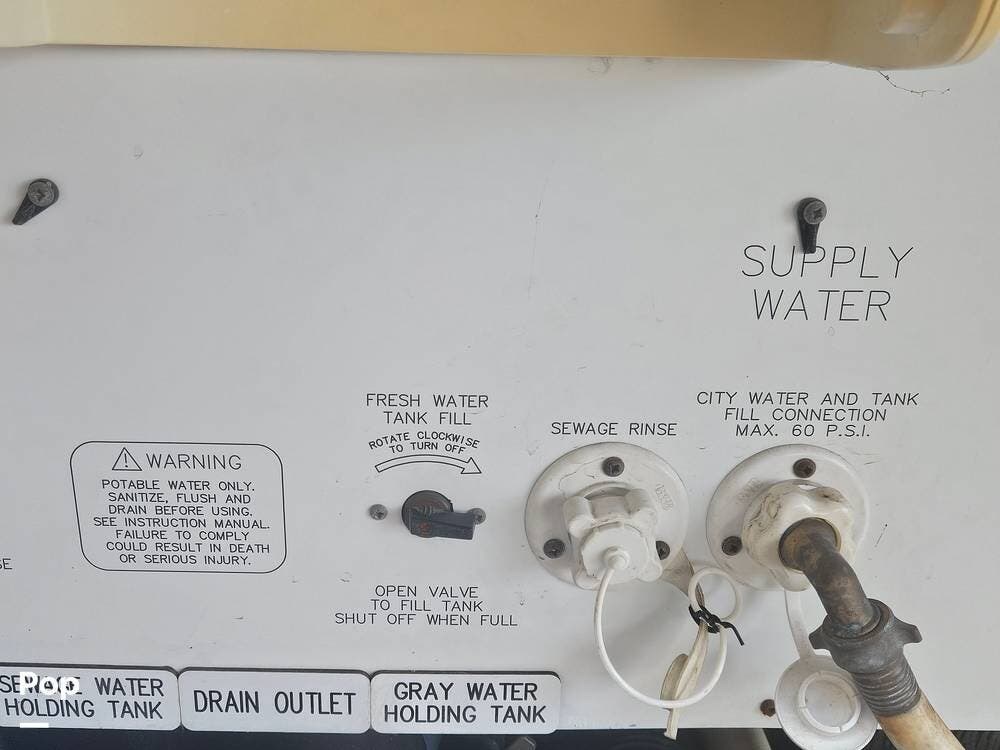 SUPPLY
WATER
FRESH WATER
TANK FILL
ROTATE CLOCKWISE
TO TURN OFF
SEWAGE RINSE
CITY WATER AND TANK
FILL CONNECTION
MAX. 60 P.S.I.
WARNING
POTABLE WATER ONLY.
SANITIZE, FLUSH AND
DRAIN BEFORE USING.
SEE INSTRUCTION MANUAL.
FAILURE TO COMPLY
COULD RESULT IN DEATH
OR SERIOUS INJURY.
SE
OPEN VALVE
TO FILL TANK
SHUT OFF WHEN FULL
WATER
HOLDING TANK
Pop
DRAIN OUTLET
GRAY WATER
HOLDING TANK